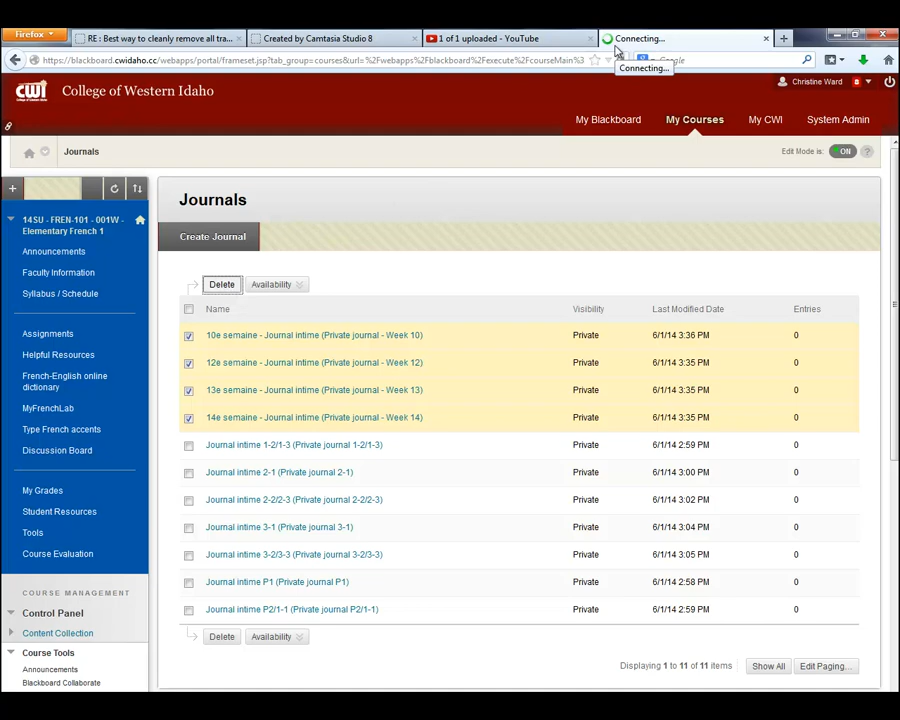 Firefox
RE : Best way to cleanly remove all tra...
Created by Camtasia Studio 8
1 of 1 uploaded - YouTube
Connecting...
https://blackboard.cwidaho.cc/webapps/portal/frameset.jsp?tab_group=courses&url=%2Fwebapps%2Fblackboard%2Fexecute%2FcourseMain
Google
Connecting...
cwi College of Western Idaho
Christine Ward 8
My Blackboard
My Courses
My CWI
System Admin
Journals
Edit Mode is: ON ?
14SU - FREN-101 - 001W -
Elementary French 1
Announcements
Faculty Information
Syllabus / Schedule
Assignments
Helpful Resources
French-English online
dictionary
MyFrenchLab
Type French accents
Discussion Board
My Grades
Student Resources
Tools
Course Evaluation
COURSE MANAGEMENT
Control Panel
Content Collection
Course Tools
Announcements
Blackboard Collaborate
Journals
Create Journal
Delete Availability
Name Visibility Last Modified Date Entries
10e semaine - Journal intime (Private journal - Week 10) Private 6/1/14 3:36 PM 0
12e semaine - Journal intime (Private journal - Week 12) Private 6/1/14 3:35 PM 0
13e semaine - Journal intime (Private journal - Week 13) Private 6/1/14 3:35 PM 0
14e semaine - Journal intime (Private journal - Week 14) Private 6/1/14 3:35 PM 0
Journal intime 1-2/1-3 (Private journal 1-2/1-3) Private 6/1/14 2:59 PM 0
Journal intime 2-1 (Private journal 2-1) Private 6/1/14 3:00 PM 0
Journal intime 2-2/2-3 (Private journal 2-2/2-3) Private 6/1/14 3:02 PM 0
Journal intime 3-1 (Private journal 3-1) Private 6/1/14 3:04 PM 0
Journal intime 3-2/3-3 (Private journal 3-2/3-3) Private 6/1/14 3:05 PM 0
Journal intime P1 (Private journal P1) Private 6/1/14 2:58 PM 0
Journal intime P2/1-1 (Private journal P2/1-1) Private 6/1/14 2:59 PM 0
Delete Availability
Displaying 1 to 11 of 11 items Show All Edit Paging...